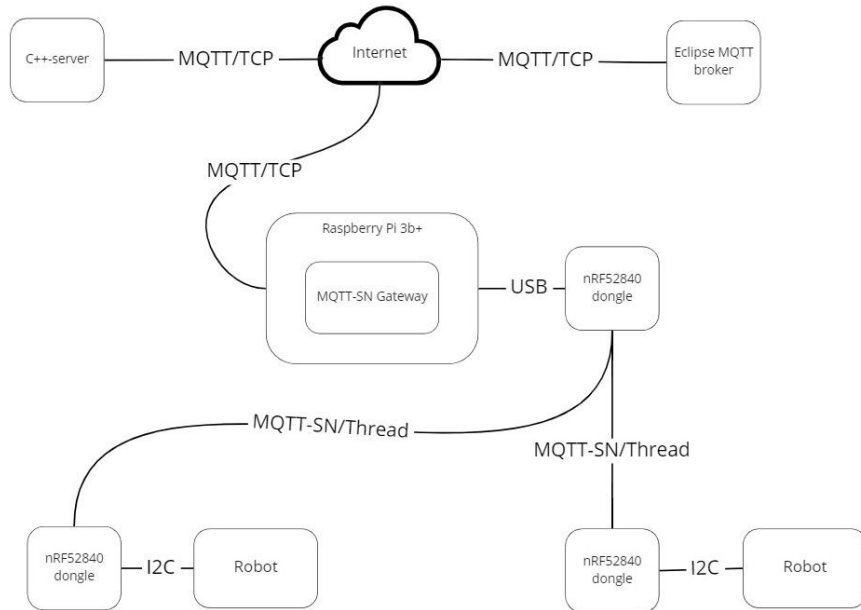 C++-server
MQTT/TCP
Internet
MQTT/TCP
Eclipse MQTT
broker
MQTT/TCP
Raspberry Pi 3b+
MQTT-SN Gateway
USB
nRF52840
dongle
MQTT-SN/Thread
MQTT-SN/Thread
nRF52840
dongle
I2C
Robot
nRF52840
dongle
I2C
Robot